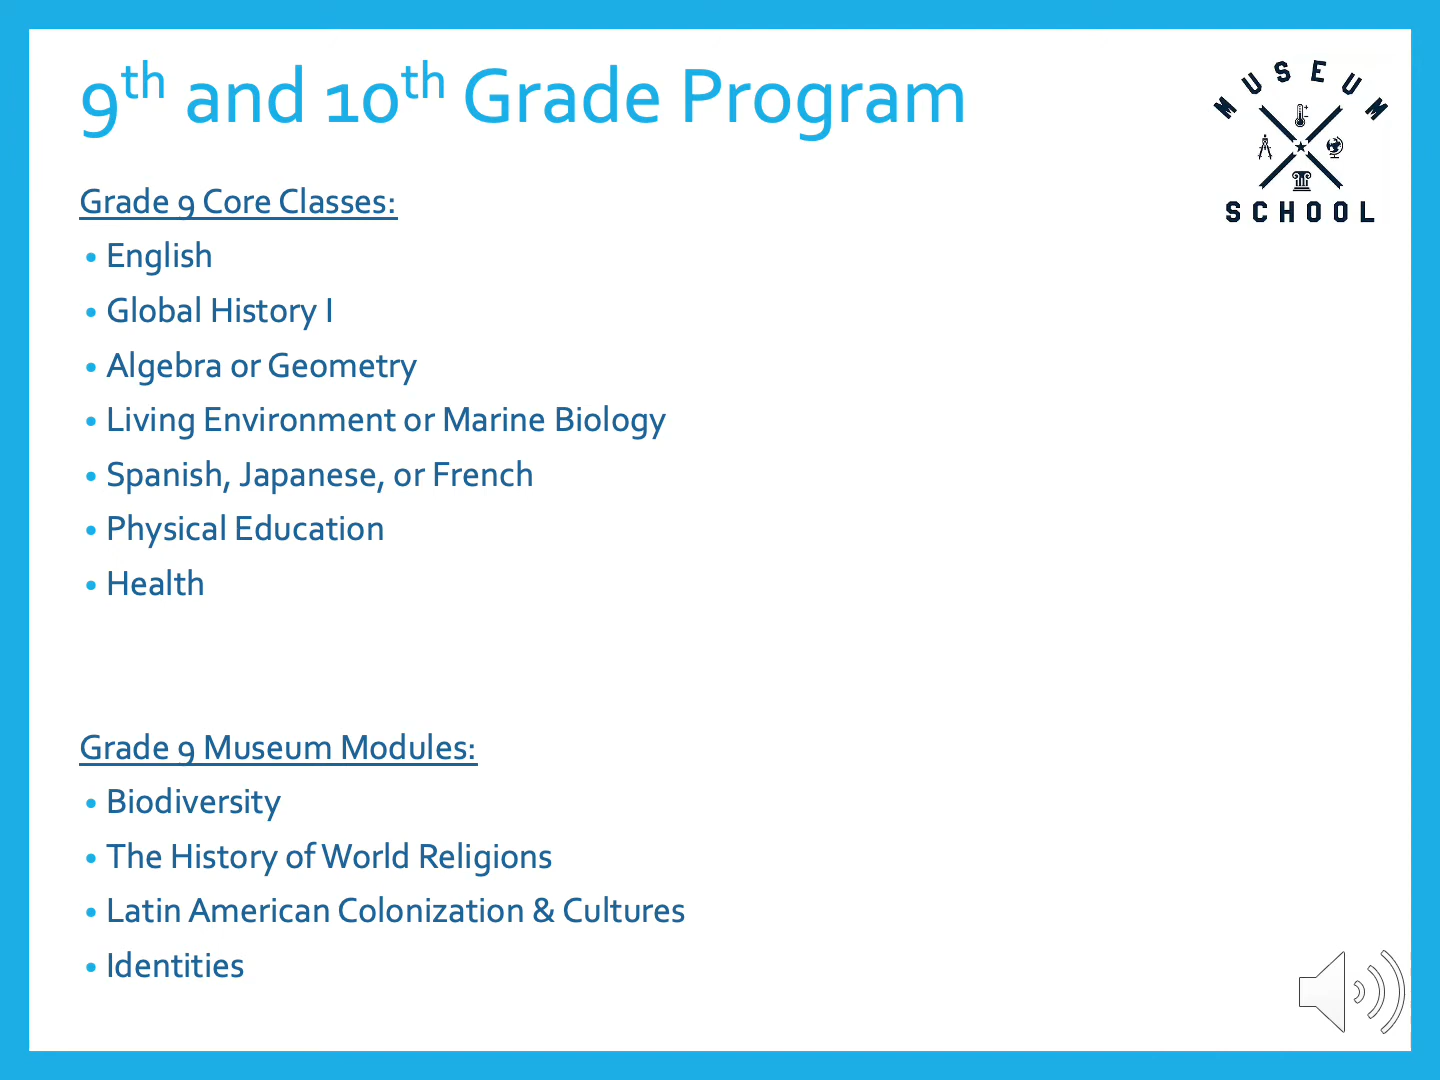 9th and 10th Grade Program
MUSEUM
SCHOOL
Grade 9 Core Classes:
• English
• Global History I
• Algebra or Geometry
• Living Environment or Marine Biology
• Spanish, Japanese, or French
• Physical Education
• Health
Grade 9 Museum Modules:
• Biodiversity
• The History of World Religions
• Latin American Colonization & Cultures
• Identities